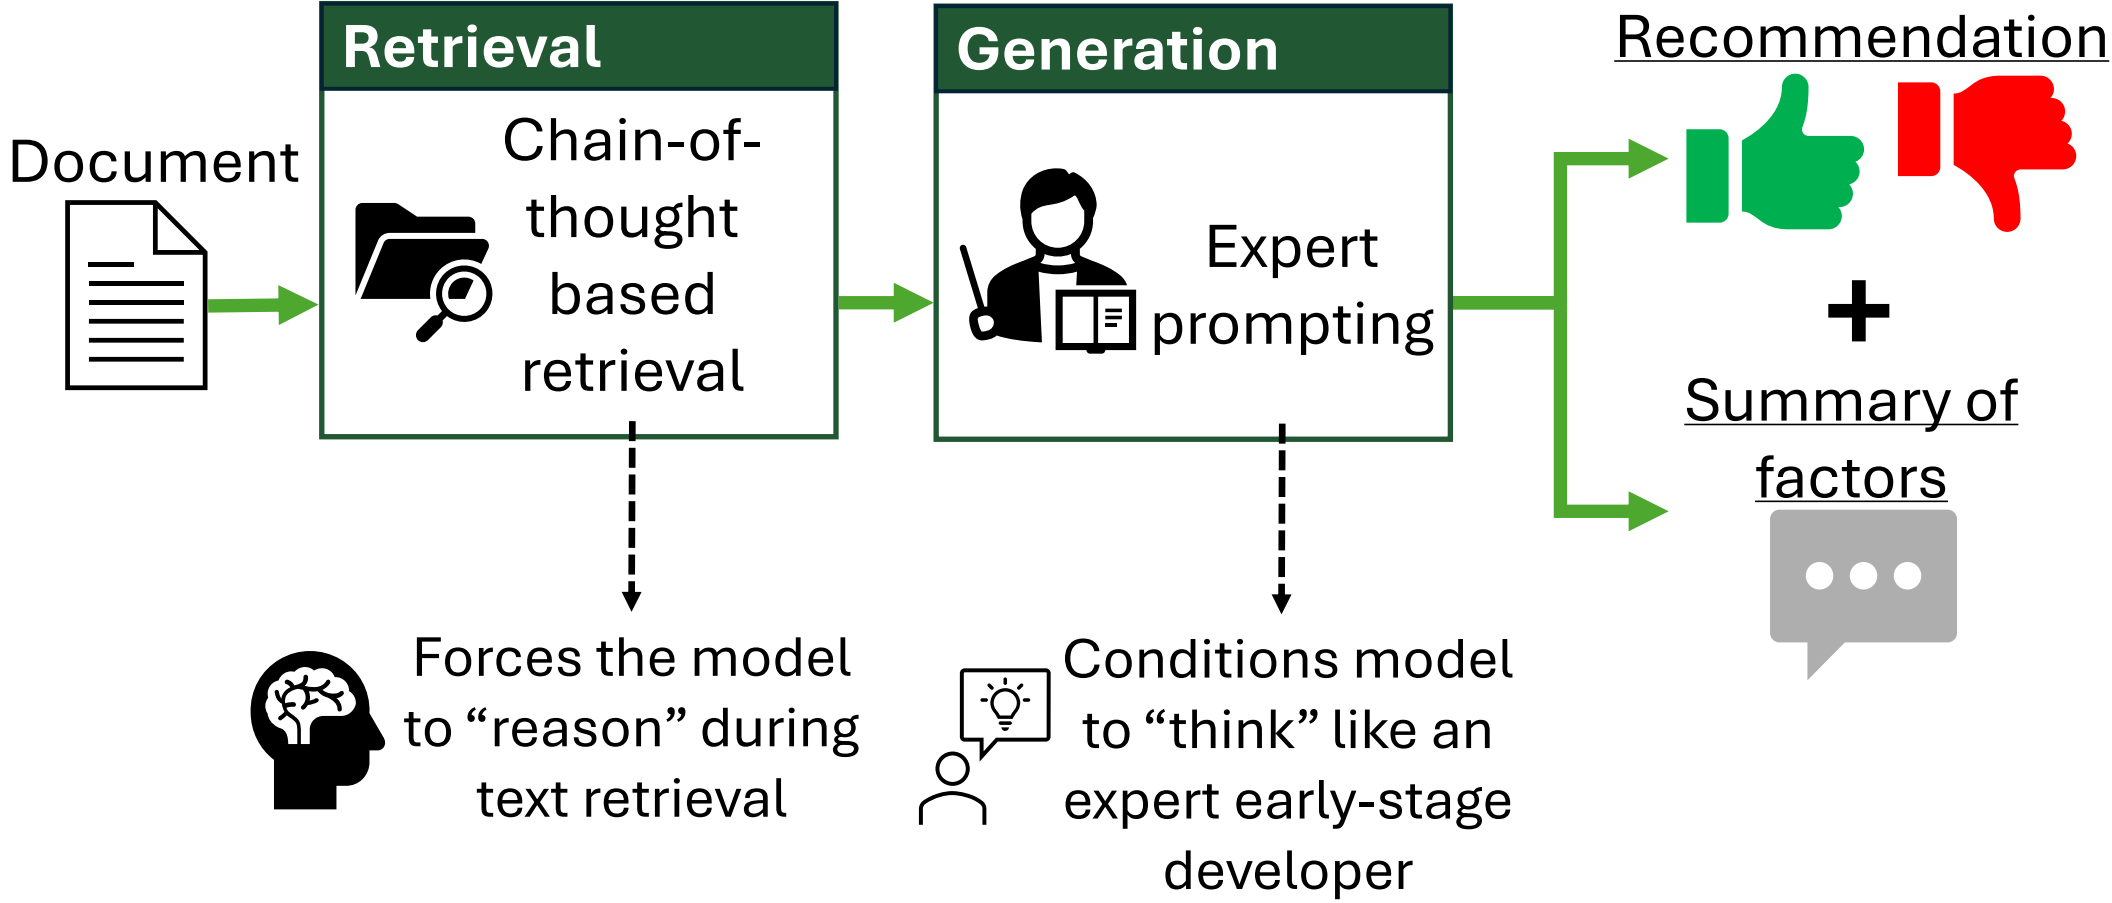 Document
Retrieval
Chain-of-
thought
based
retrieval
Forces the model
to “reason” during
text retrieval
Generation
Expert
prompting
Conditions model
to “think” like an
expert early-stage
developer
Recommendation
+
Summary of
factors